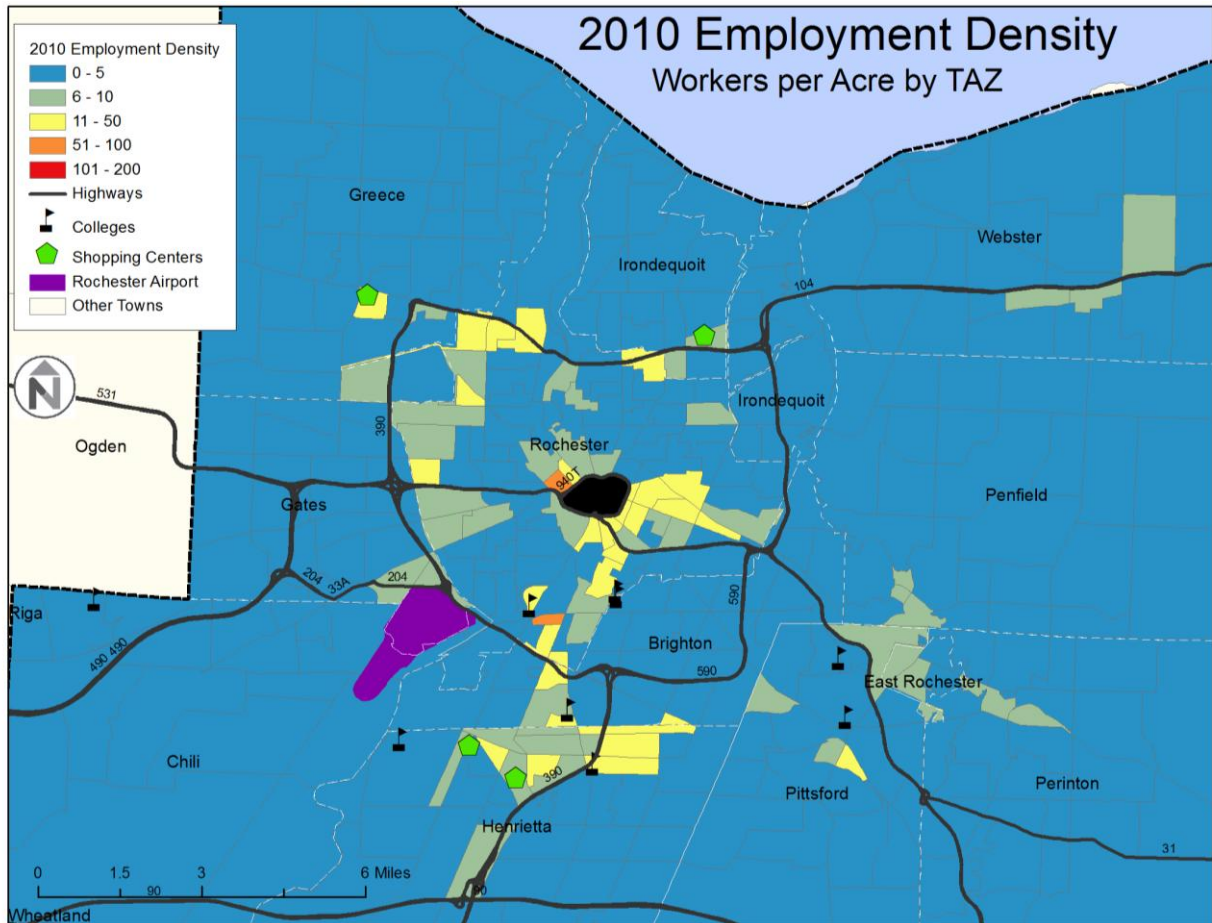 2010 Employment Density
Workers per Acre by TAZ
2010 Employment Density
0 - 5
6 - 10
11 - 50
51 - 100
101 - 200
Highways
Colleges
Shopping Centers
Rochester Airport
Other Towns
Greece
Webster
Irondequoit
104
N
531
390
Irondequoit
Ogden
Rochester
940T
Penfield
Gates
204
33A
204
590
Riga
Brighton
490 490
590
East Rochester
Chili
390
Pittsford
Perinton
Henrietta
31
0 1.5 3 6 Miles
90
90
Wheatland